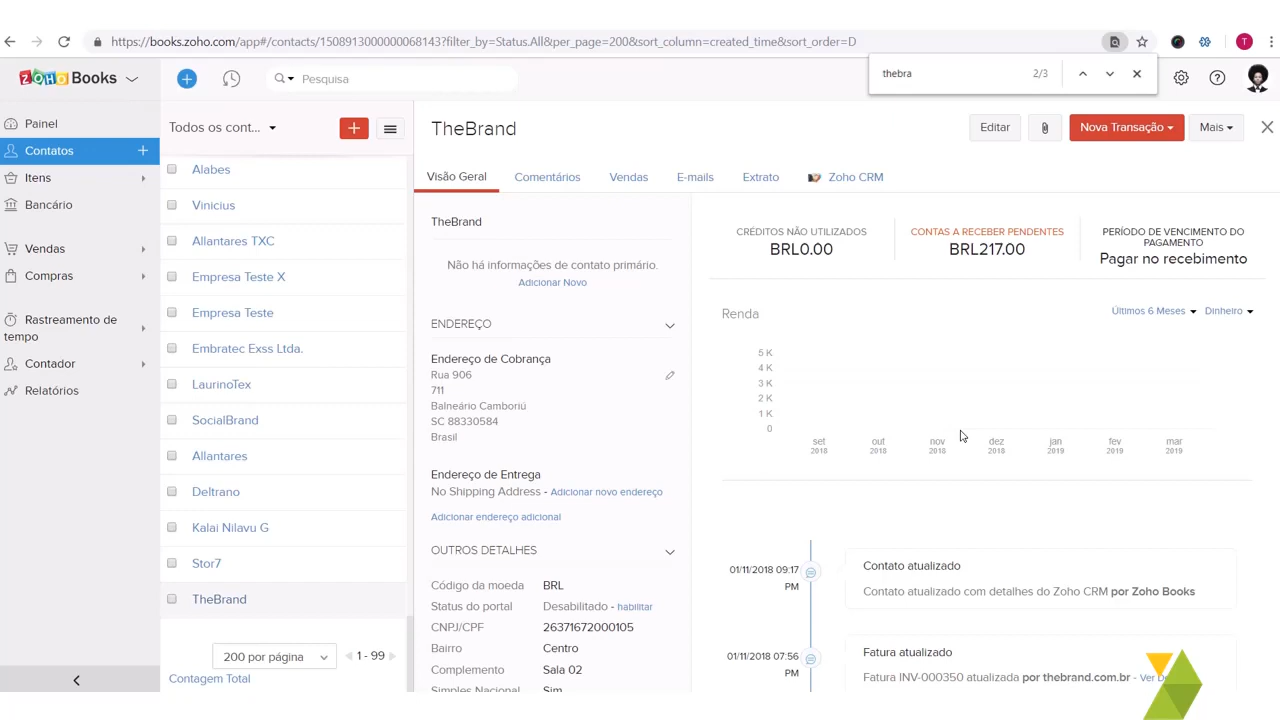 https://books.zoho.com/app#/contacts/1508913000000068143?filter_by=Status.All&per_page=200&sort_column=created_time&sort_order=D
T
thebra
2/3
ZOHO Books
Pesquisa
Painel
Contatos
Itens
Bancário
Vendas
Compras
Rastreamento de
tempo
Contador
Relatórios
Todos os cont...
Alabes
Vinicius
Allantares TXC
Empresa Teste X
Empresa Teste
Embratec Exss Ltda.
LaurinoTex
SocialBrand
Allantares
Deltrano
Kalai Nilavu G
Stor7
TheBrand
200 por página
1 - 99
Contagem Total
TheBrand
Editar
Nova Transação
Mais
Visão Geral
Comentários
Vendas
E-mails
Extrato
Zoho CRM
TheBrand
Não há informações de contato primário.
Adicionar Novo
ENDEREÇO
Endereço de Cobrança
Rua 906
711
Balneário Camboriú
SC 88330584
Brasil
Endereço de Entrega
No Shipping Address - Adicionar novo endereço
Adicionar endereço adicional
OUTROS DETALHES
Código da moeda BRL
Status do portal Desabilitado - habilitar
CNPJ/CPF 26371672000105
Bairro Centro
Complemento Sala 02
Simples Nacional Sim
CRÉDITOS NÃO UTILIZADOS
BRL0.00
CONTAS A RECEBER PENDENTES
BRL217.00
PERÍODO DE VENCIMENTO DO
PAGAMENTO
Pagar no recebimento
Renda
Últimos 6 Meses
Dinheiro
5 K
4 K
3 K
2 K
1 K
0
set
2018
out
2018
nov
2018
dez
2018
jan
2019
fev
2019
mar
2019
01/11/2018 09:17
PM
Contato atualizado
Contato atualizado com detalhes do Zoho CRM por Zoho Books
01/11/2018 07:56
PM
Fatura atualizado
Fatura INV-000350 atualizada por thebrand.com.br - Ver